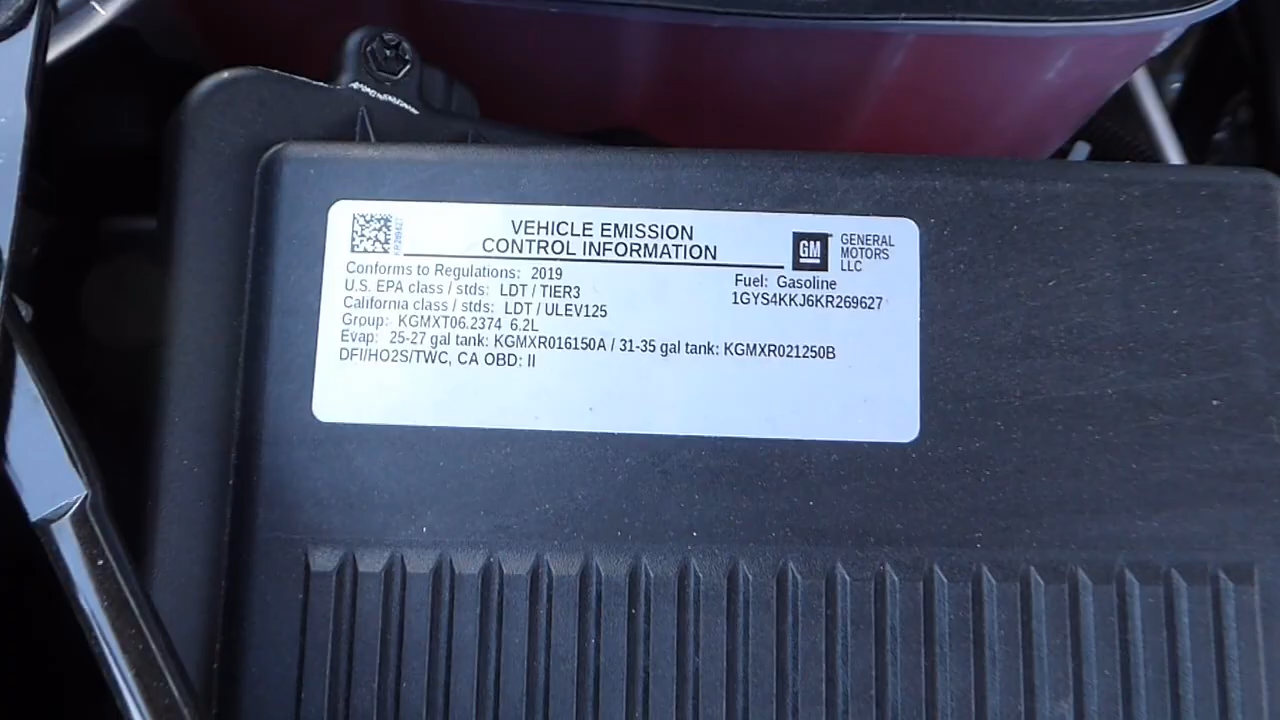 VEHICLE EMISSION
CONTROL INFORMATION
GM
GENERAL
MOTORS
LLC
KR269627
Conforms to Regulations: 2019
Fuel: Gasoline
U.S. EPA class / stds: LDT / TIER3
1GYS4KKJ6KR269627
California class / stds: LDT / ULEV125
Group: KGMXT06.2374 6.2L
Evap: 25-27 gal tank: KGMXR016150A / 31-35 gal tank: KGMXR021250B
DFI/HO2S/TWC, CA OBD: II